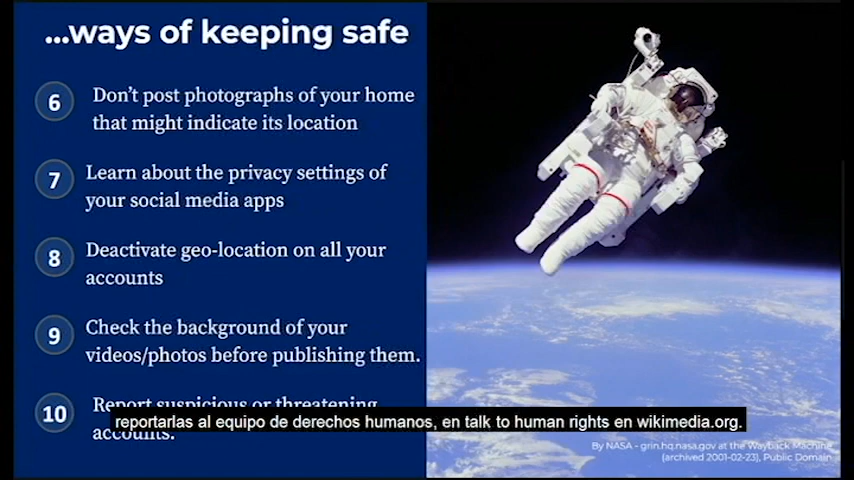 ...ways of keeping safe
6
Don't post photographs of your home
that might indicate its location
7
Learn about the privacy settings of
your social media apps
8
Deactivate geo-location on all your
accounts
9
Check the background of your
videos/photos before publishing them.
10
Report suspicious or threatening
accounts.
reportarlas al equipo de derechos humanos, en talk to human rights en wikimedia.org.
By NASA - grin.hq.nasa.gov at the Wayback Machine
(archived 2001-02-23), Public Domain